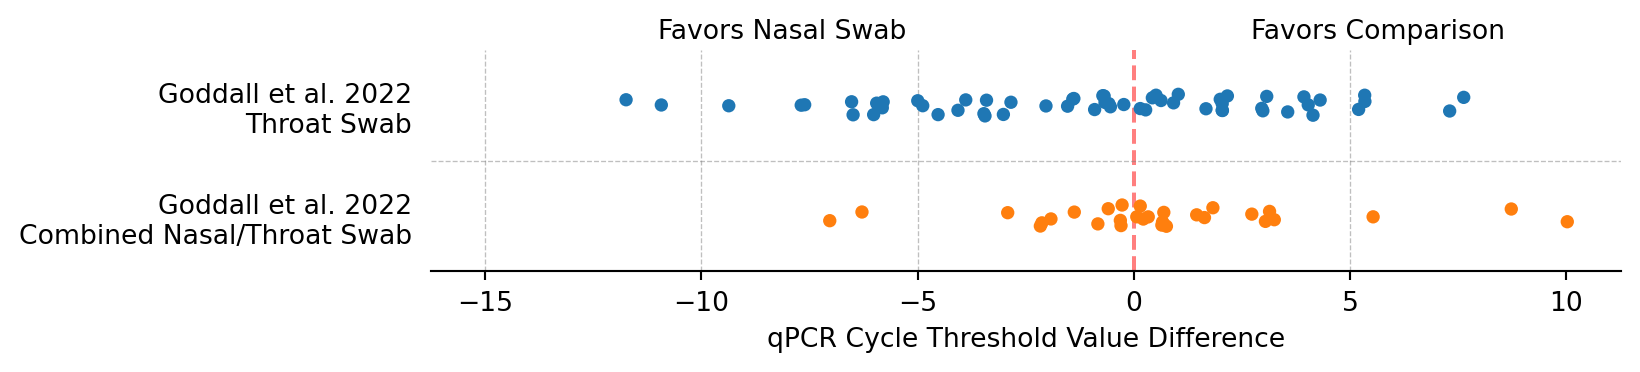 Favors Nasal Swab
Favors Comparison
Goddall et al. 2022
Throat Swab
Goddall et al. 2022
Combined Nasal/Throat Swab
−15
−10
−5
0
5
10
qPCR Cycle Threshold Value Difference